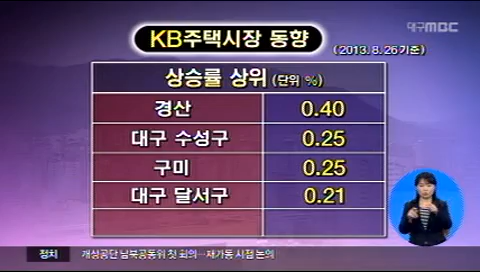 대구MBC
KB주택시장 동향
(2013.8.26기준)
상승률 상위 (단위 %)
경산 0.40
대구 수성구 0.25
구미 0.25
대구 달서구 0.21
정치 개성공단 남북공동위 첫 회의…재가동 시점 논의